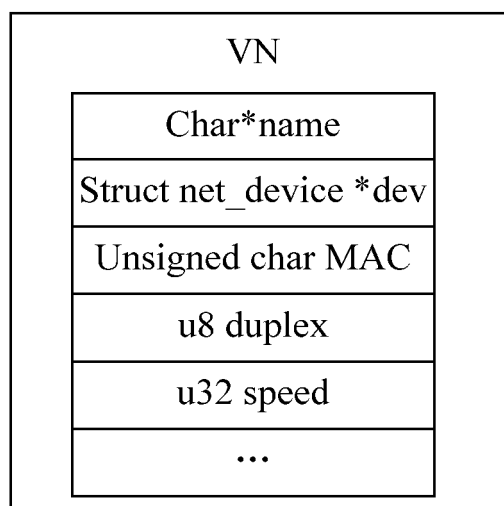 VN
Char*name
Struct net_device *dev
Unsigned char MAC
u8 duplex
u32 speed
...